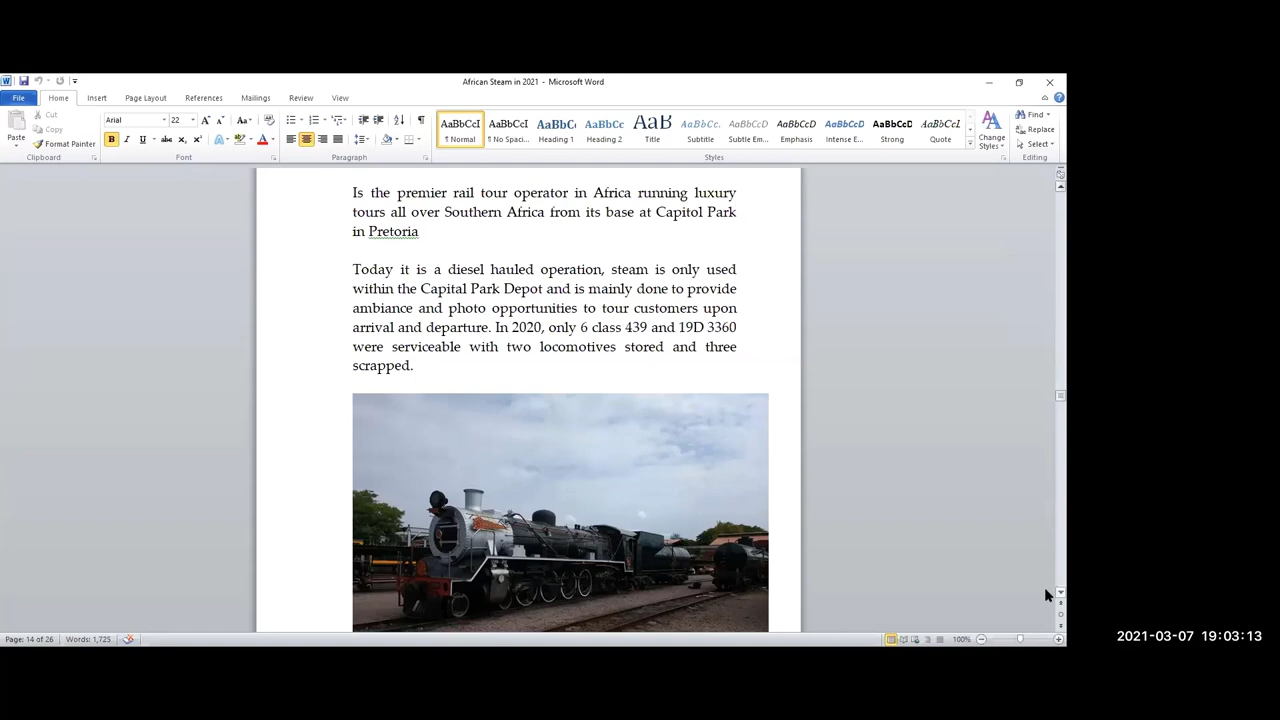 African Steam in 2021 - Microsoft Word
File Home Insert Page Layout References Mailings Review View
Paste
Cut
Copy
Format Painter
Clipboard
Arial 22
Font
Paragraph
AaBbCcI AaBbCcI AaBbCc AaBbCc AaB AaBbCc. AaBbCcD AaBbCcD AaBbCcD AaBbCcD AaBbCcI
¶ Normal ¶ No Spaci... Heading 1 Heading 2 Title Subtitle Subtle Em... Emphasis Intense E... Strong Quote
Change
Styles
Styles
Find
Replace
Select
Editing
Is the premier rail tour operator in Africa running luxury
tours all over Southern Africa from its base at Capitol Park
in Pretoria
Today it is a diesel hauled operation, steam is only used
within the Capital Park Depot and is mainly done to provide
ambiance and photo opportunities to tour customers upon
arrival and departure. In 2020, only 6 class 439 and 19D 3360
were serviceable with two locomotives stored and three
scrapped.
Page: 14 of 26 Words: 1,725 100%
2021-03-07 19:03:13